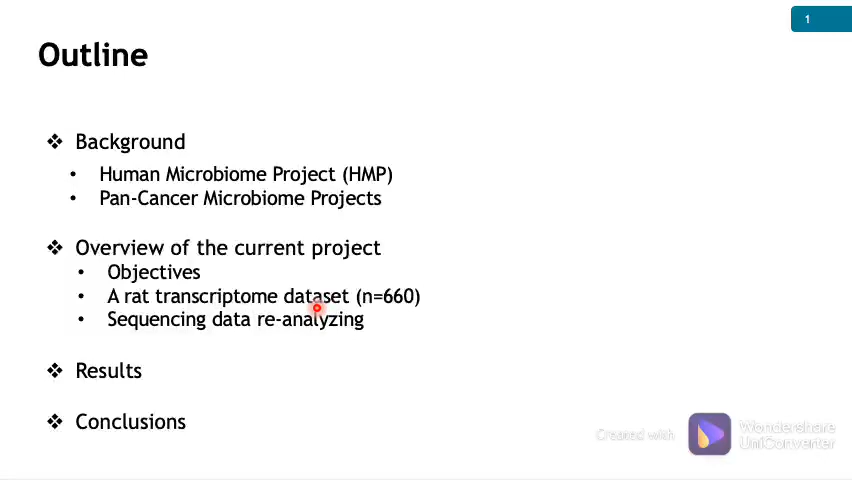 1
Outline
❖ Background
• Human Microbiome Project (HMP)
• Pan-Cancer Microbiome Projects
❖ Overview of the current project
• Objectives
• A rat transcriptome dataset (n=660)
• Sequencing data re-analyzing
❖ Results
❖ Conclusions
Created with
Wondershare
UniConverter